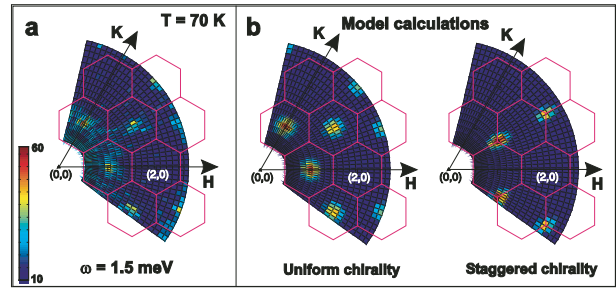 a
T = 70 K
K
60
10
(0,0)
(2,0)
H
ω = 1.5 meV
b
Model calculations
K
(0,0)
(2,0)
H
Uniform chirality
K
(0,0)
(2,0)
H
Staggered chirality